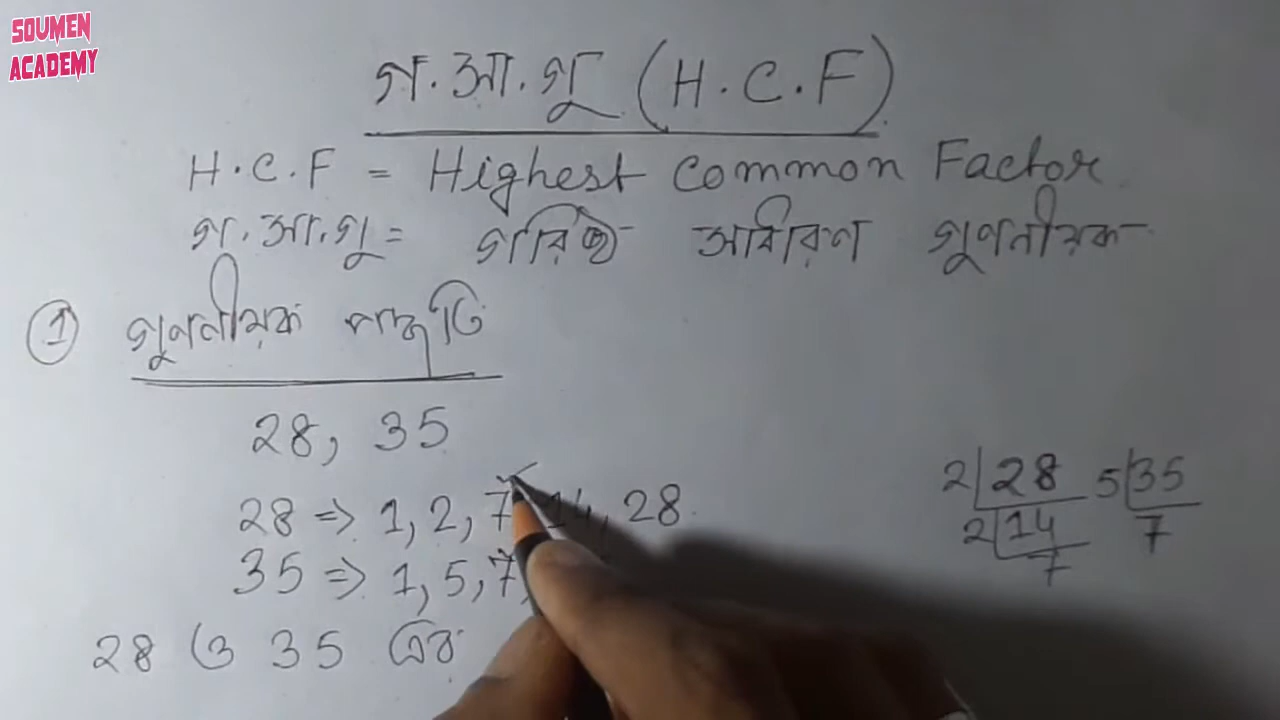 SOUMEN
ACADEMY
গ.সা.গু (H.C.F)
H.C.F = Highest Common Factor
গ.সা.গু = গরিষ্ঠ সাধারণ গুণনীয়ক
1 গুণনীয়ক পদ্ধতি
28, 35
28 => 1, 2, 7, 14, 28
35 => 1, 5, 7,
28 ও 35 এর
2 28 5 35
2 14 7
7